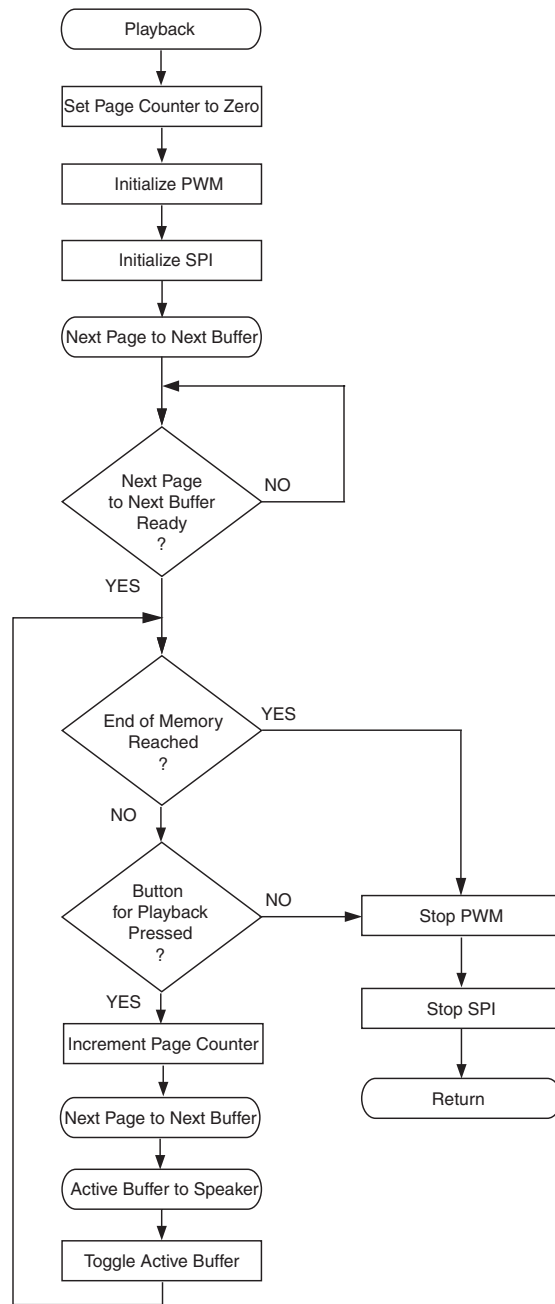 Playback
Set Page Counter to Zero
Initialize PWM
Initialize SPI
Next Page to Next Buffer
Next Page
to Next Buffer
Ready
?
NO
YES
End of Memory
Reached
?
YES
NO
Button
for Playback
Pressed
?
NO
YES
Stop PWM
Stop SPI
Return
Increment Page Counter
Next Page to Next Buffer
Active Buffer to Speaker
Toggle Active Buffer